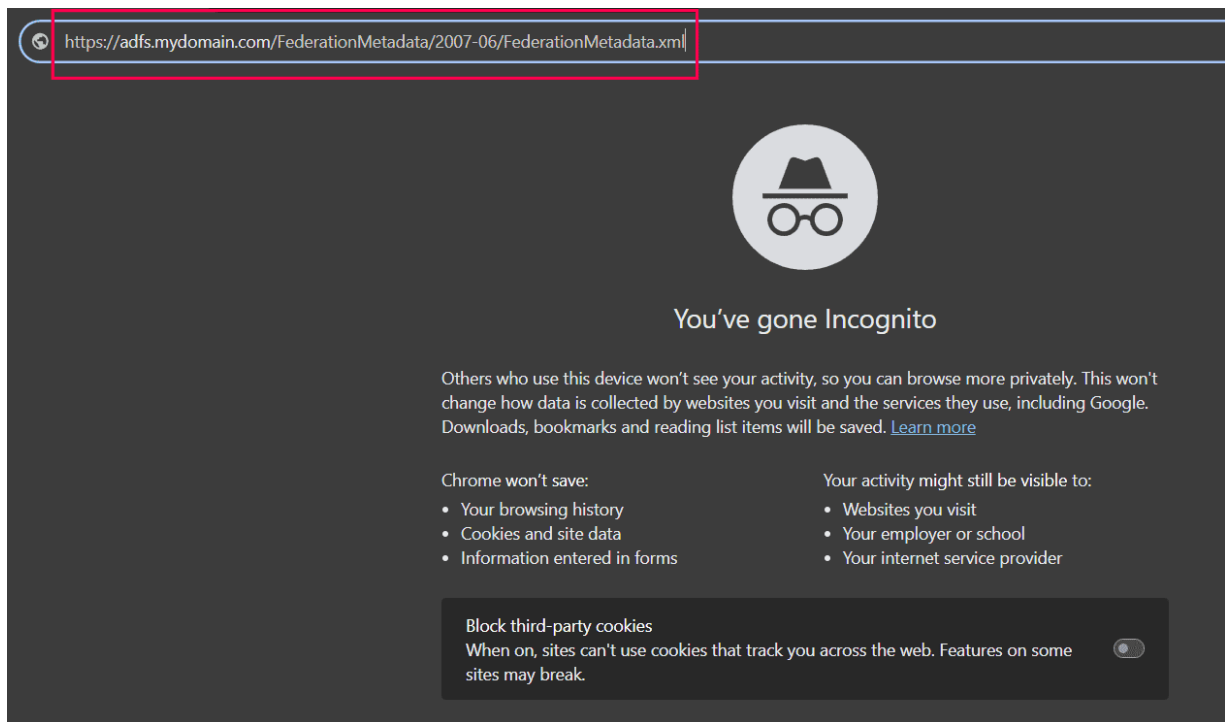 https://adfs.mydomain.com/FederationMetadata/2007-06/FederationMetadata.xml
You’ve gone Incognito
Others who use this device won’t see your activity, so you can browse more privately. This won't
change how data is collected by websites you visit and the services they use, including Google.
Downloads, bookmarks and reading list items will be saved. Learn more
Chrome won’t save:
• Your browsing history
• Cookies and site data
• Information entered in forms
Your activity might still be visible to:
• Websites you visit
• Your employer or school
• Your internet service provider
Block third-party cookies
When on, sites can't use cookies that track you across the web. Features on some
sites may break.